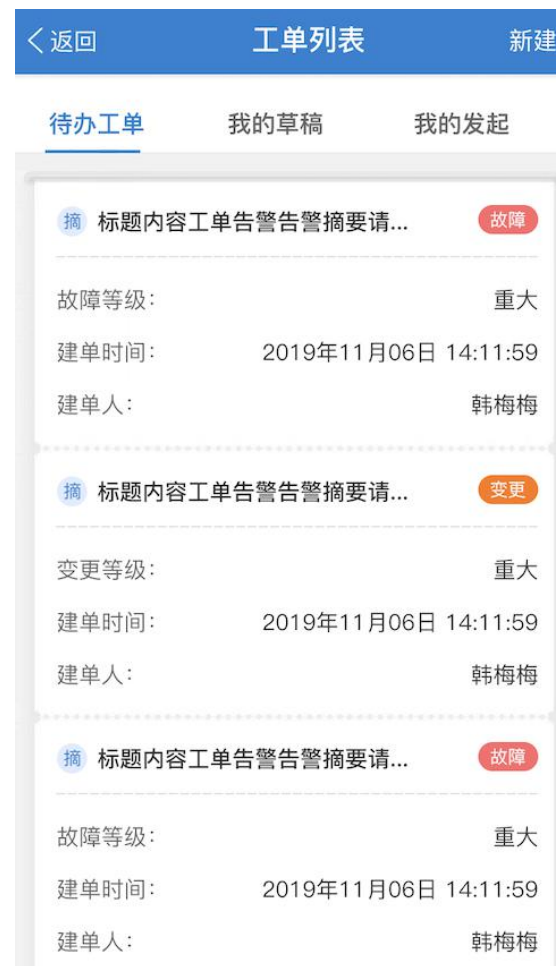 返回 工单列表 新建
待办工单 我的草稿 我的发起
摘 标题内容工单告警告警摘要请... 故障
故障等级： 重大
建单时间： 2019年11月06日 14:11:59
建单人： 韩梅梅
摘 标题内容工单告警告警摘要请... 变更
变更等级： 重大
建单时间： 2019年11月06日 14:11:59
建单人： 韩梅梅
摘 标题内容工单告警告警摘要请... 故障
故障等级： 重大
建单时间： 2019年11月06日 14:11:59
建单人： 韩梅梅